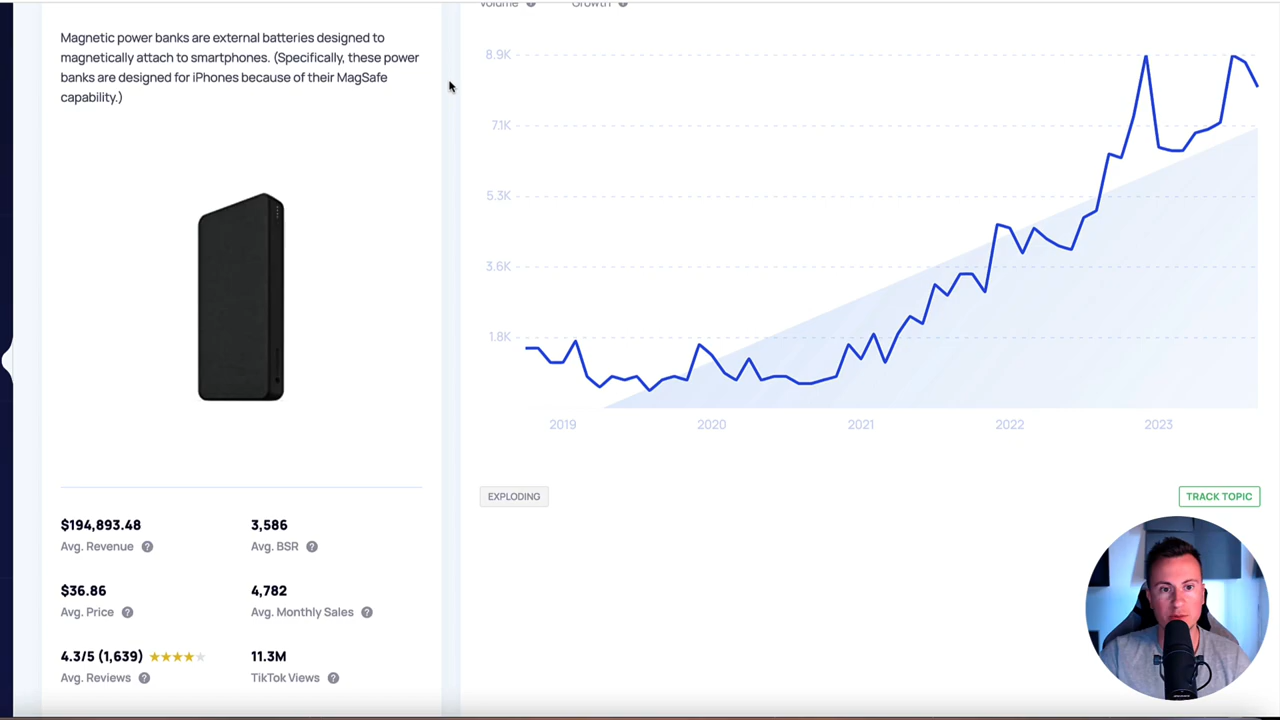 Volume
Growth
Magnetic power banks are external batteries designed to
magnetically attach to smartphones. (Specifically, these power
banks are designed for iPhones because of their MagSafe
capability.)
$194,893.48
Avg. Revenue ?
3,586
Avg. BSR ?
$36.86
Avg. Price ?
4,782
Avg. Monthly Sales ?
4.3/5 (1,639)
Avg. Reviews ?
11.3M
TikTok Views ?
8.9K
7.1K
5.3K
3.6K
1.8K
2019 2020 2021 2022 2023
EXPLODING
TRACK TOPIC